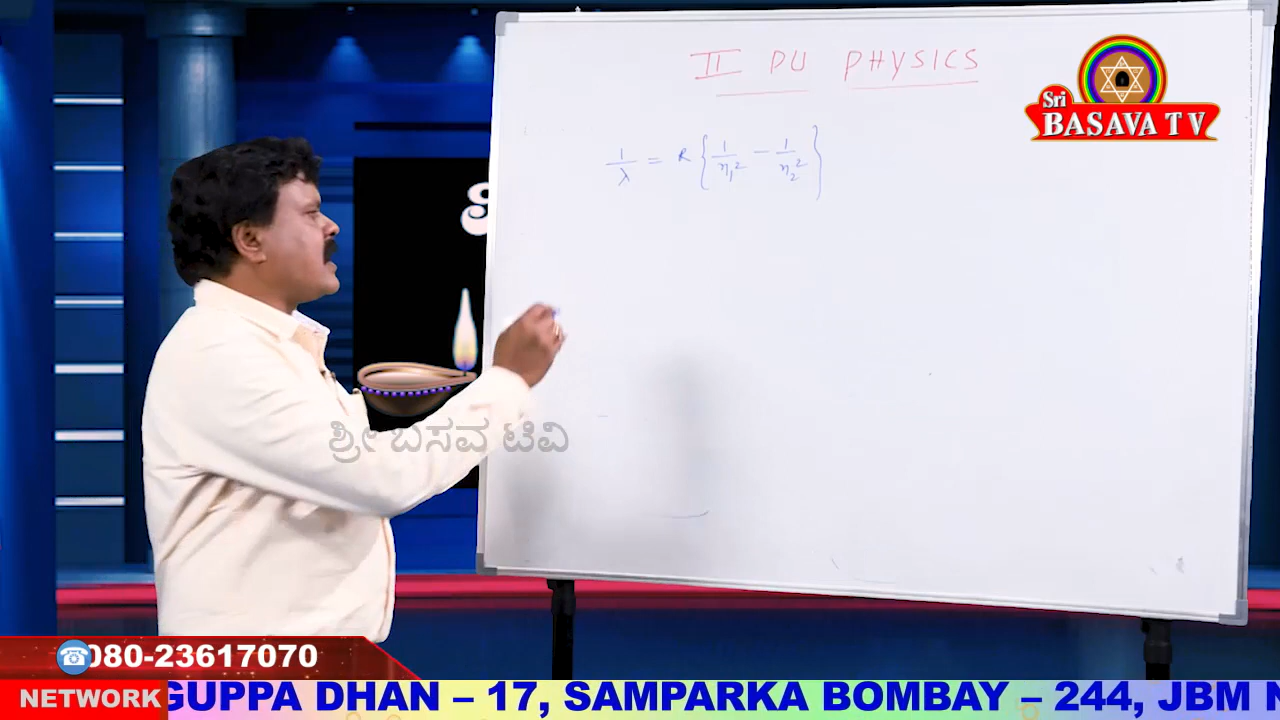 II PU PHYSICS
Sri
BASAVA TV
1/λ = R{1/n₁² − 1/n₂²}
ಶ್ರೀ ಬಸವ ಟಿವಿ
080-23617070
NETWORK
GUPPA DHAN – 17, SAMPARKA BOMBAY – 244, JBM